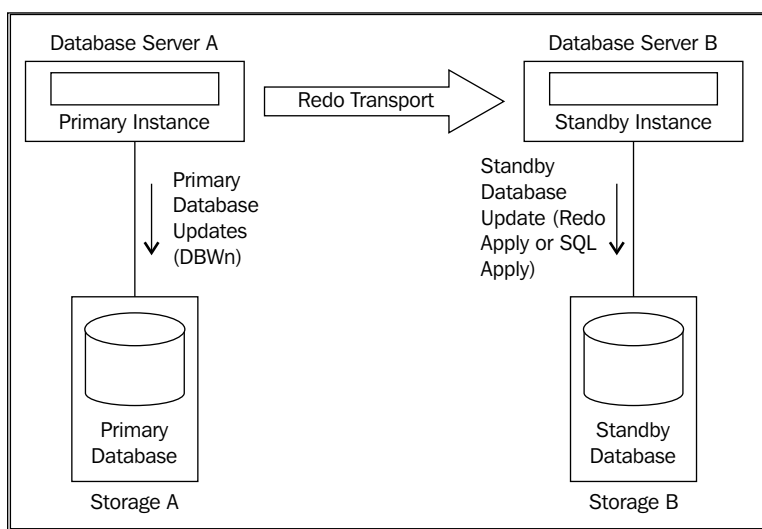 Database Server A
Database Server B
Primary Instance
Redo Transport
Standby Instance
Primary
Database
Updates
(DBWn)
Standby
Database
Update (Redo
Apply or SQL
Apply)
Primary
Database
Standby
Database
Storage A
Storage B